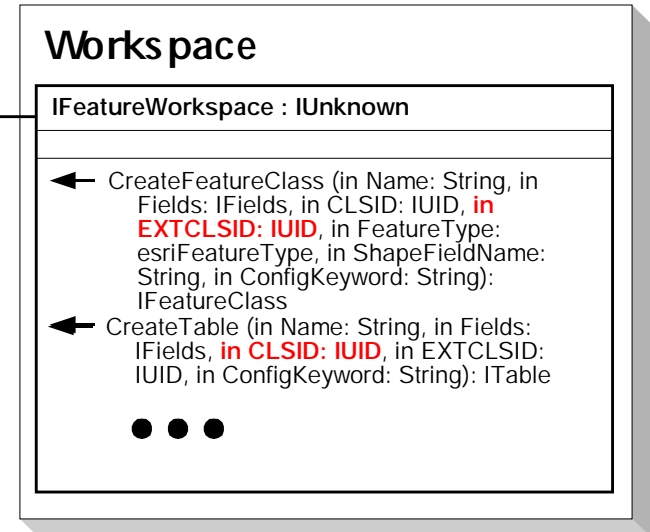 Workspace
IFeatureWorkspace : IUnknown
CreateFeatureClass (in Name: String, in
Fields: IFields, in CLSID: IUID, in
EXTCLSID: IUID, in FeatureType:
esriFeatureType, in ShapeFieldName:
String, in ConfigKeyword: String):
IFeatureClass
CreateTable (in Name: String, in Fields:
IFields, in CLSID: IUID, in EXTCLSID:
IUID, in ConfigKeyword: String): ITable